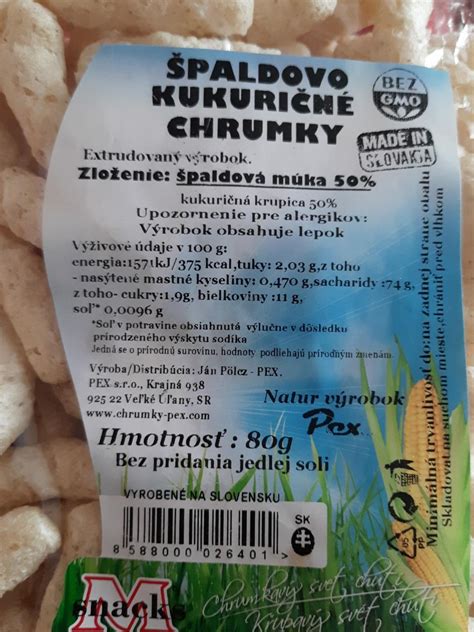 ŠPALDOVO
KUKURIČNÉ
CHRUMKY
BEZ
GMO
MADE IN
SLOVAKIA
Extrudovaný výrobok.
Zloženie: špaldová múka 50%
kukuričná krupica 50%
Upozornenie pre alergikov:
Výrobok obsahuje lepok
Výživové údaje v 100 g:
energia:1571kJ/375 kcal,tuky: 2,03 g,z toho
- nasýtené mastné kyseliny: 0,470 g,sacharidy :74 g,
z toho- cukry:1,9g, bielkoviny :11 g,
soľ* 0,0096 g
*Soľ v potravine obsiahnutá výlučne v dôsledku
prirodzeného výskytu sodíka
Jedná se o prírodnú surovinu, hodnoty podliehajú prírodným zmenám.
Výroba/Distribúcia: Ján Pölcz - PEX.
PEX s.r.o., Krajná 938
925 22 Veľké Úľany, SR
www.chrumky-pex.com
Natur výrobok
Pex
Hmotnosť : 80g
Bez pridania jedlej soli
VYROBENÉ NA SLOVENSKU
SK
8 588000 026401 >
Minimálna trvanlivosť do:na zadnej strane obalu
Skladovať na suchom mieste,chrániť pred vlhkom
PP
M
snacks
Chrumkavý svet chutí
Křupavý svět chutí